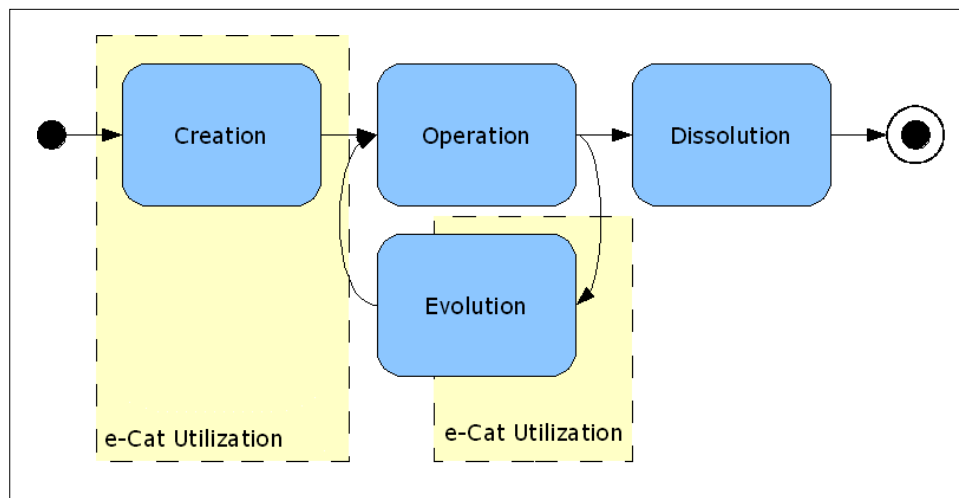 Creation
Operation
Dissolution
Evolution
e-Cat Utilization
e-Cat Utilization